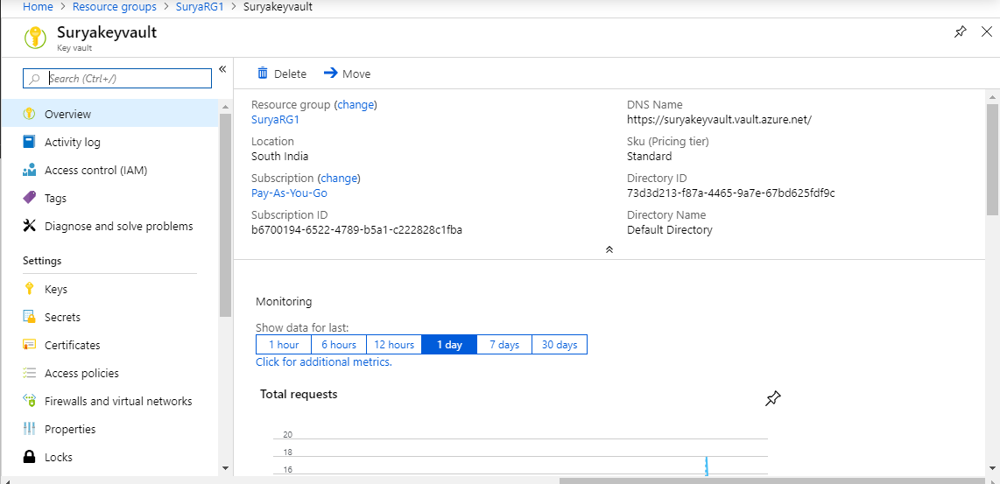 Home > Resource groups > SuryaRG1 > Suryakeyvault
Suryakeyvault
Key vault
Search (Ctrl+/)
Overview
Activity log
Access control (IAM)
Tags
Diagnose and solve problems
Settings
Keys
Secrets
Certificates
Access policies
Firewalls and virtual networks
Properties
Locks
Delete Move
Resource group (change)
SuryaRG1
Location
South India
Subscription (change)
Pay-As-You-Go
Subscription ID
b6700194-6522-4789-b5a1-c222828c1fba
DNS Name
https://suryakeyvault.vault.azure.net/
Sku (Pricing tier)
Standard
Directory ID
73d3d213-f87a-4465-9a7e-67bd625fdf9c
Directory Name
Default Directory
Monitoring
Show data for last:
1 hour 6 hours 12 hours 1 day 7 days 30 days
Click for additional metrics.
Total requests
20
18
16